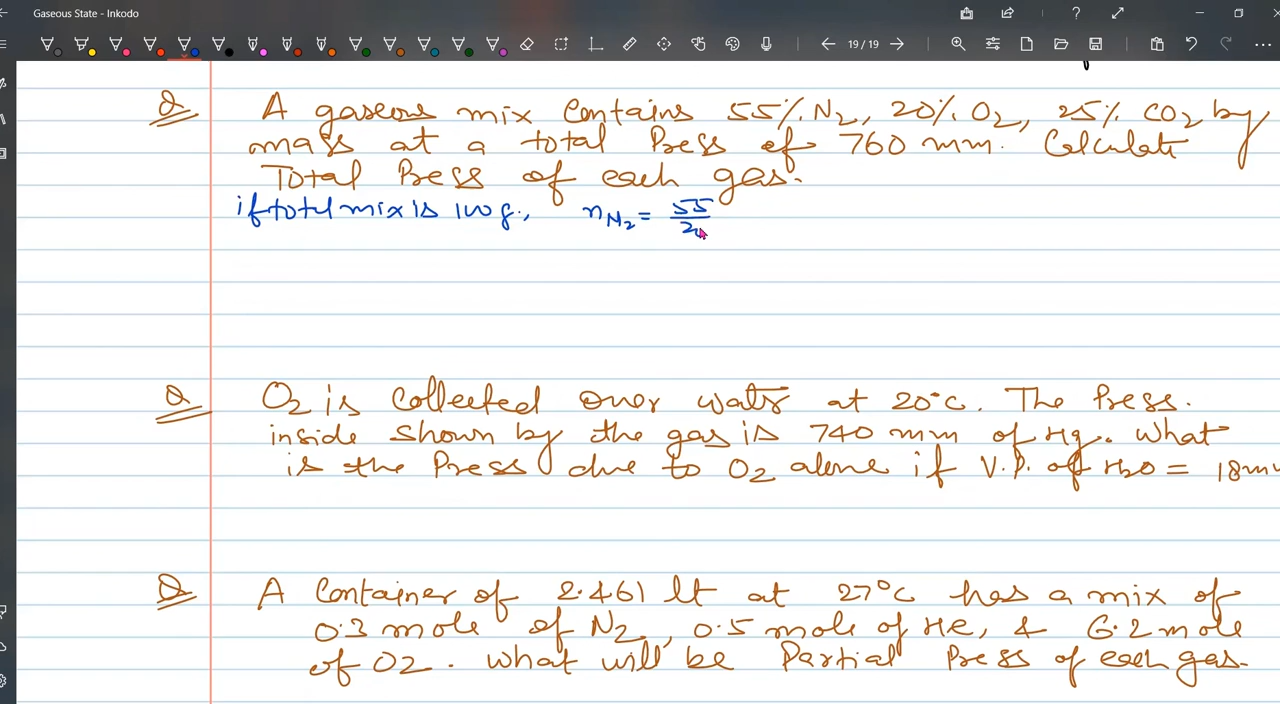 Gaseous State - Inkodo
19/19
Q A gaseous mix Contains 55% N2, 20% O2, 25% CO2 by
mass at a total Press of 760 mm. Calculate
Total Press of each gas.
if total mix is 100 g., nN2 = 55/2
Q O2 is Collected over water at 20°C. The Press.
inside shown by the gas is 740 mm of Hg. What
is the Press due to O2 alone if V.P. of H2O = 18m
Q A Container of 2.461 lt at 27°C has a mix of
0.3 mole of N2, 0.5 mole of He, & 6.2 mole
of O2. What will be Partial Press of each gas.